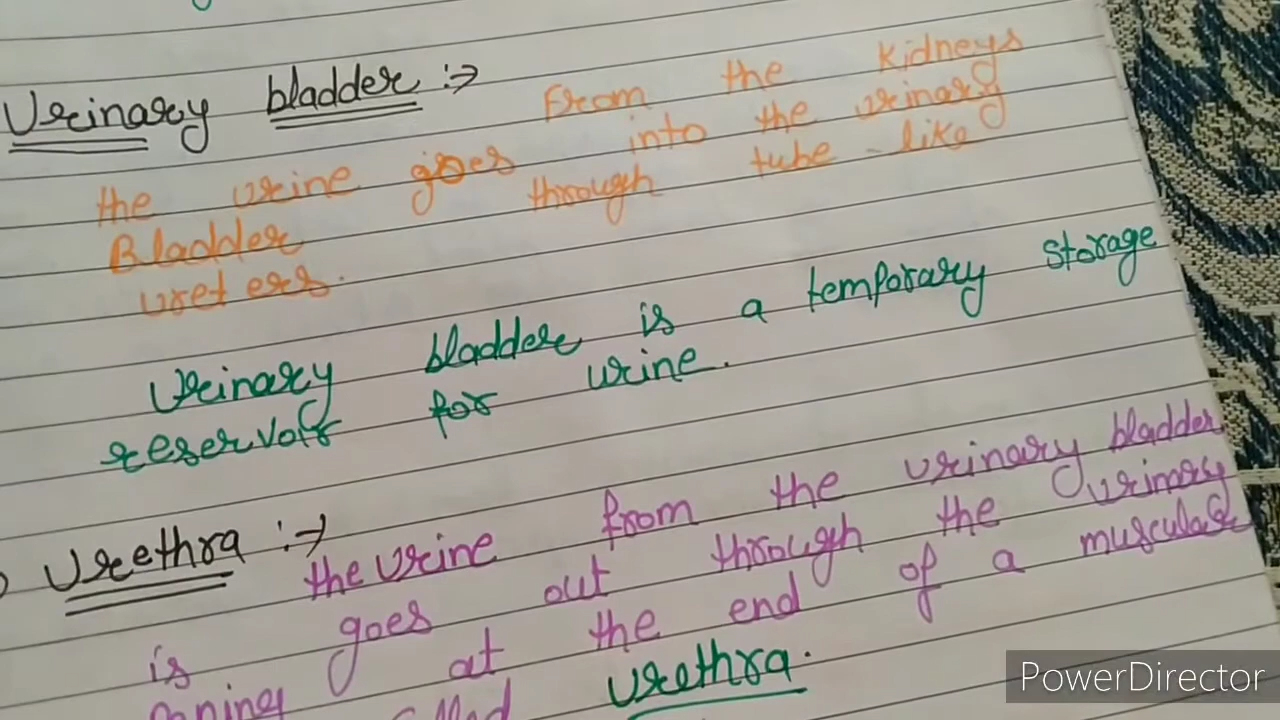 Urinary bladder :→ From the Kidneys
the urine goes into the urinary
Bladder through tube-like
ureters.
Urinary bladder is a temporary storage
reservoir for urine.
Urethra :→ the urine from the urinary bladder
is goes out through the urinary
at the end of a muscular
urethra.
PowerDirector